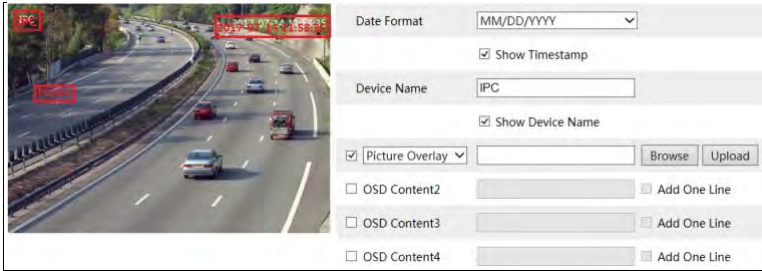 IPC
Date Format MM/DD/YYYY
Show Timestamp
Device Name IPC
Show Device Name
Picture Overlay Browse Upload
OSD Content2 Add One Line
OSD Content3 Add One Line
OSD Content4 Add One Line